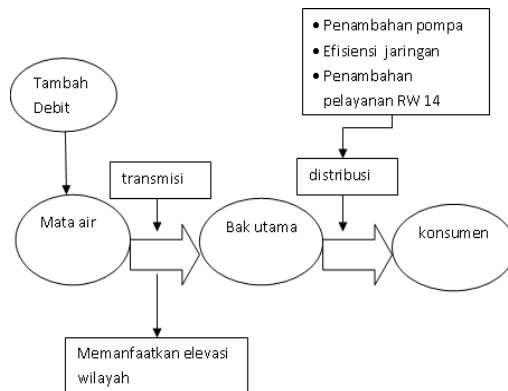 • Penambahan pompa
• Efisiensi jaringan
• Penambahan
pelayanan RW 14
Tambah
Debit
transmisi
distribusi
Mata air
Bak utama
konsumen
Memanfaatkan elevasi
wilayah